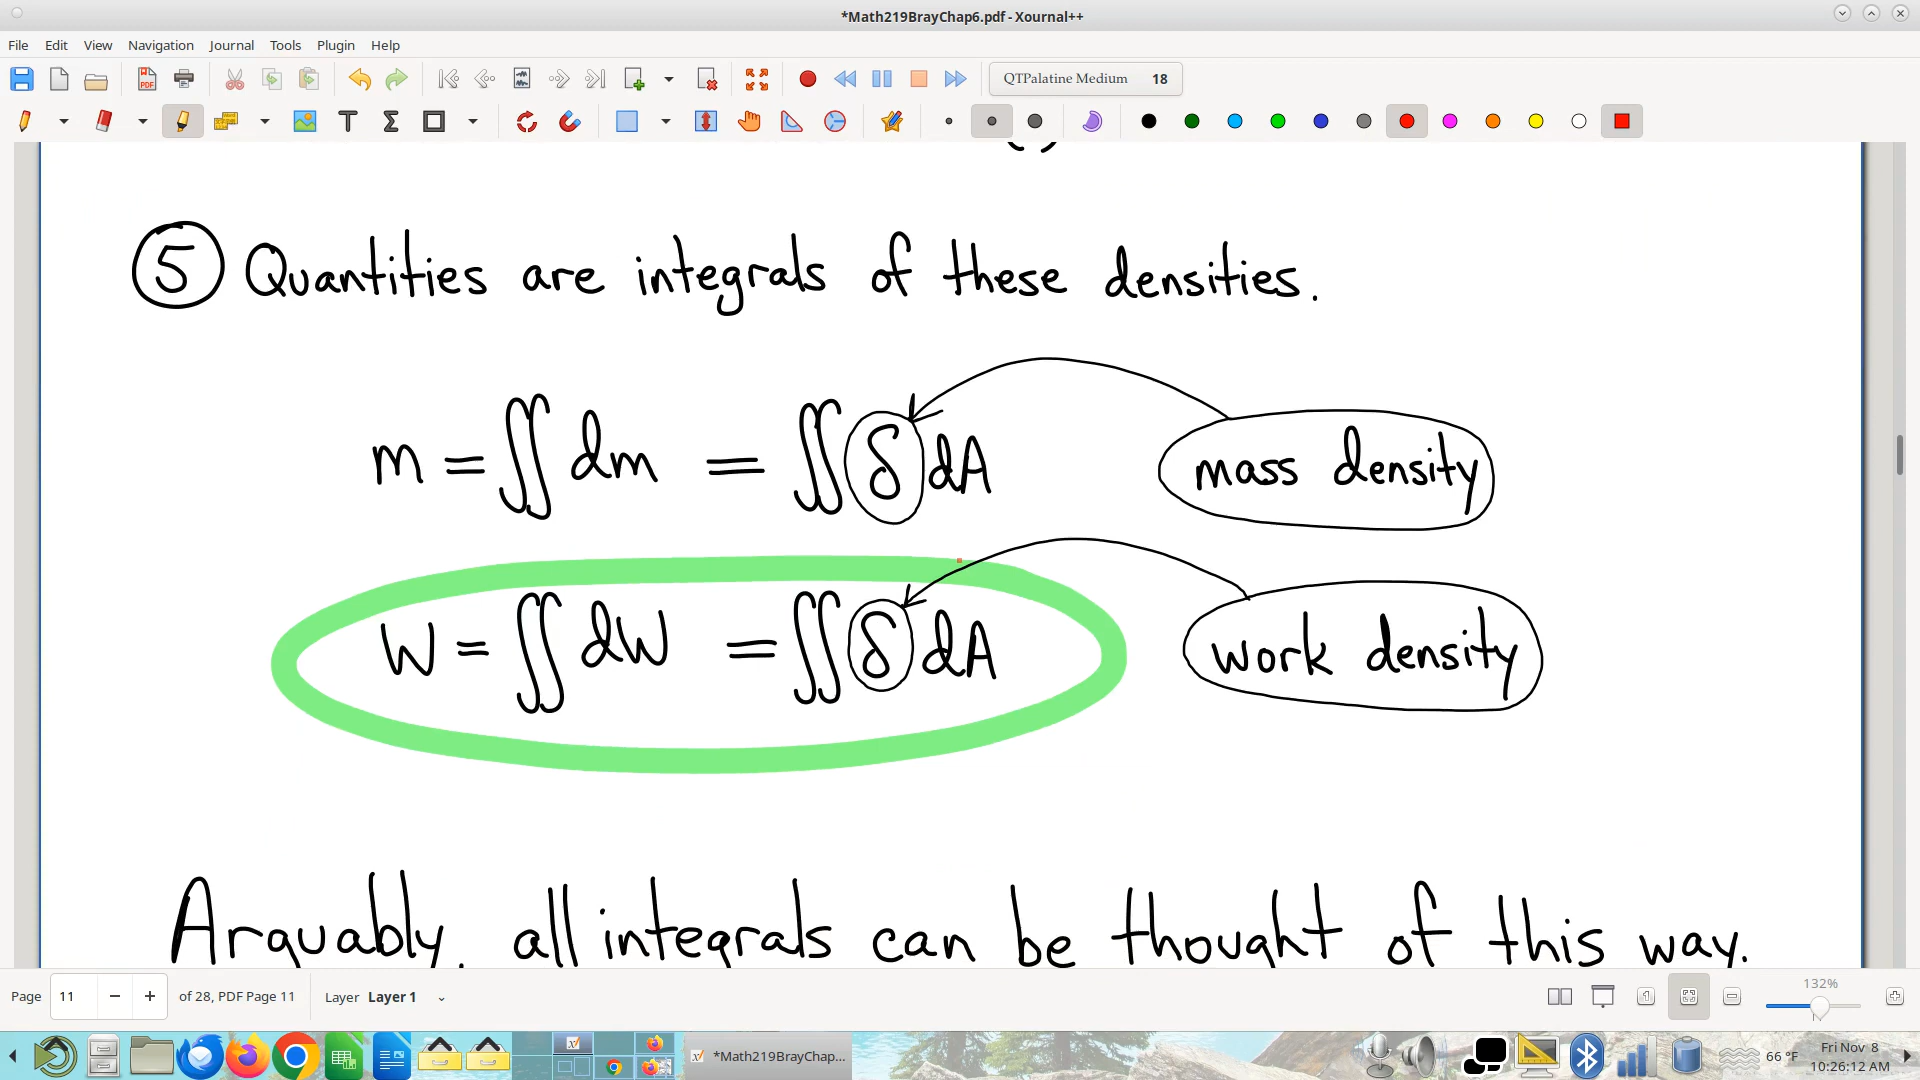 *Math219BrayChap6.pdf - Xournal++
File Edit View Navigation Journal Tools Plugin Help
QTPalatine Medium 18
⑤ Quantities are integrals of these densities.
m = ∬ dm = ∬ δ dA mass density
W = ∬ dW = ∬ δ dA work density
Arguably, all integrals can be thought of this way.
Page 11 of 28, PDF Page 11 Layer Layer 1 132%
*Math219BrayChap... 66 °F Fri Nov 8
10:26:12 AM